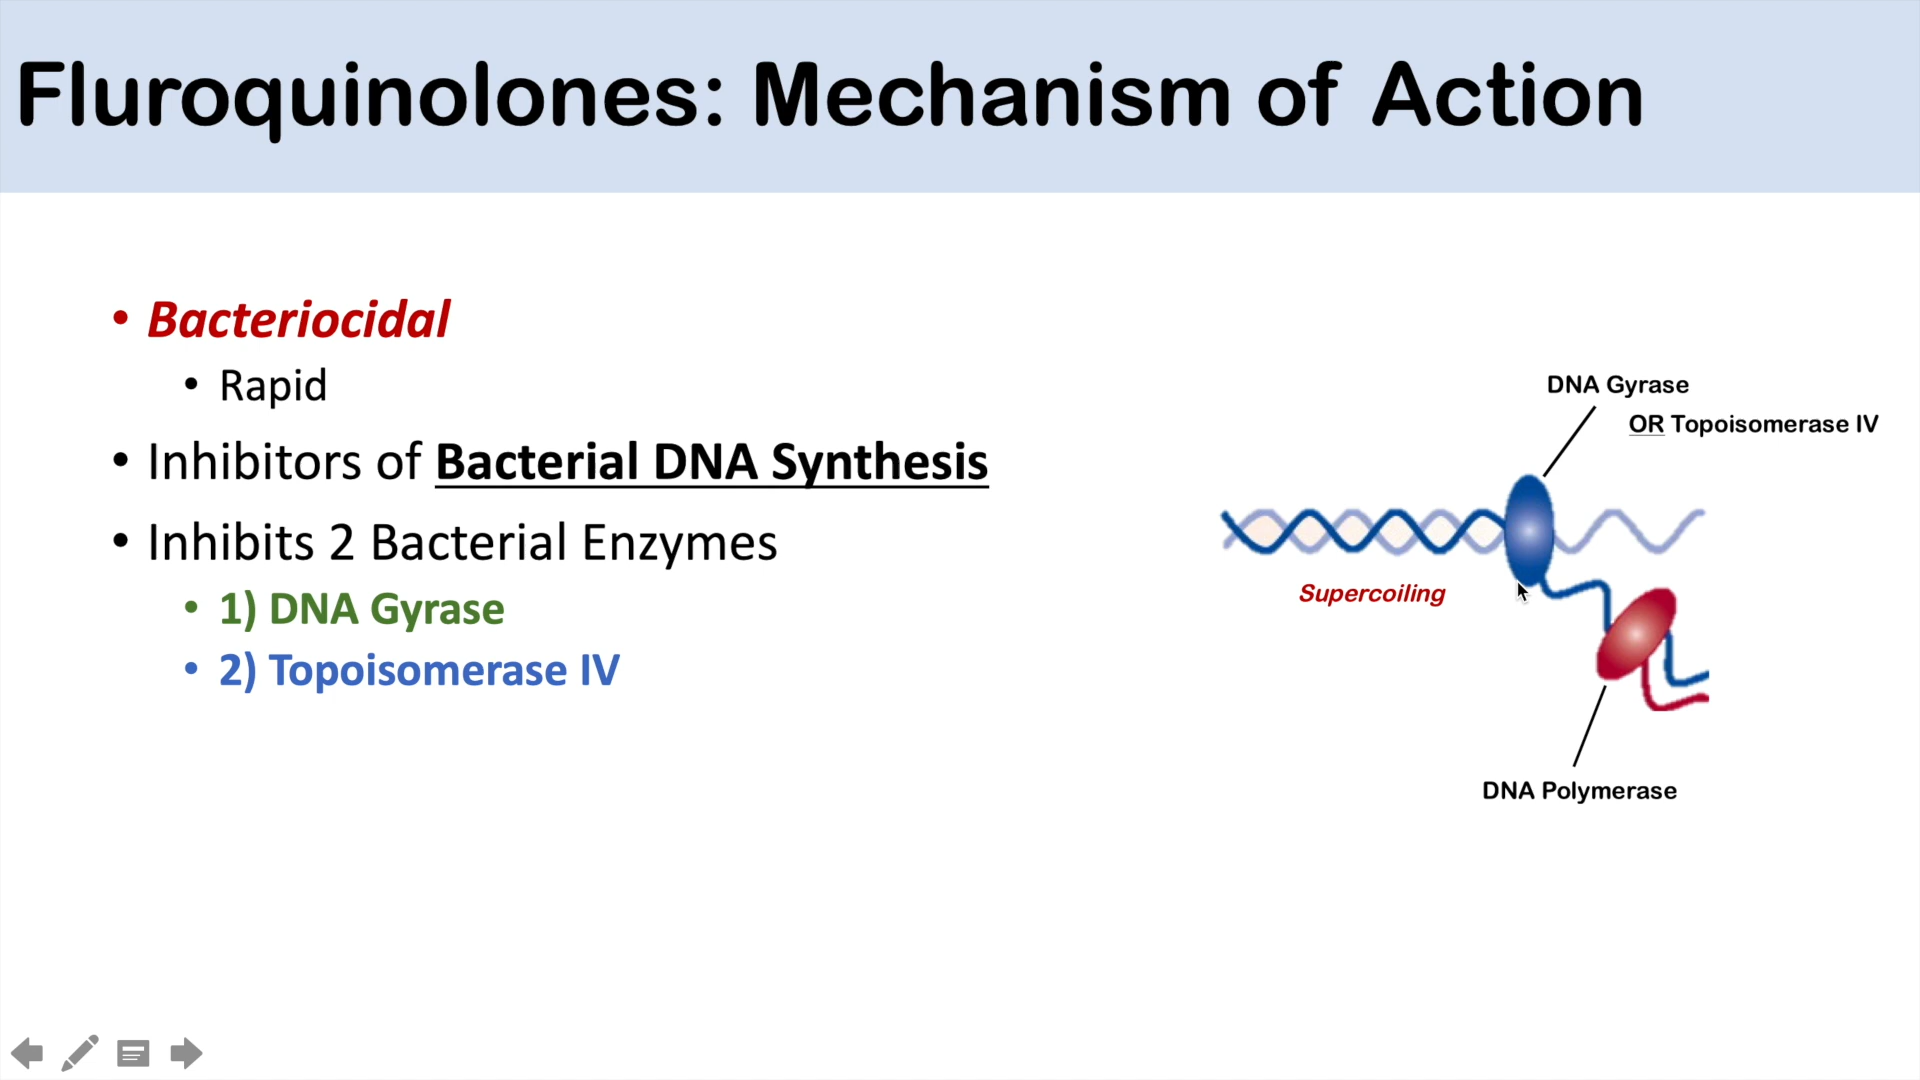 Fluroquinolones: Mechanism of Action
• Bacteriocidal
• Rapid
• Inhibitors of Bacterial DNA Synthesis
• Inhibits 2 Bacterial Enzymes
• 1) DNA Gyrase
• 2) Topoisomerase IV
DNA Gyrase
OR Topoisomerase IV
Supercoiling
DNA Polymerase